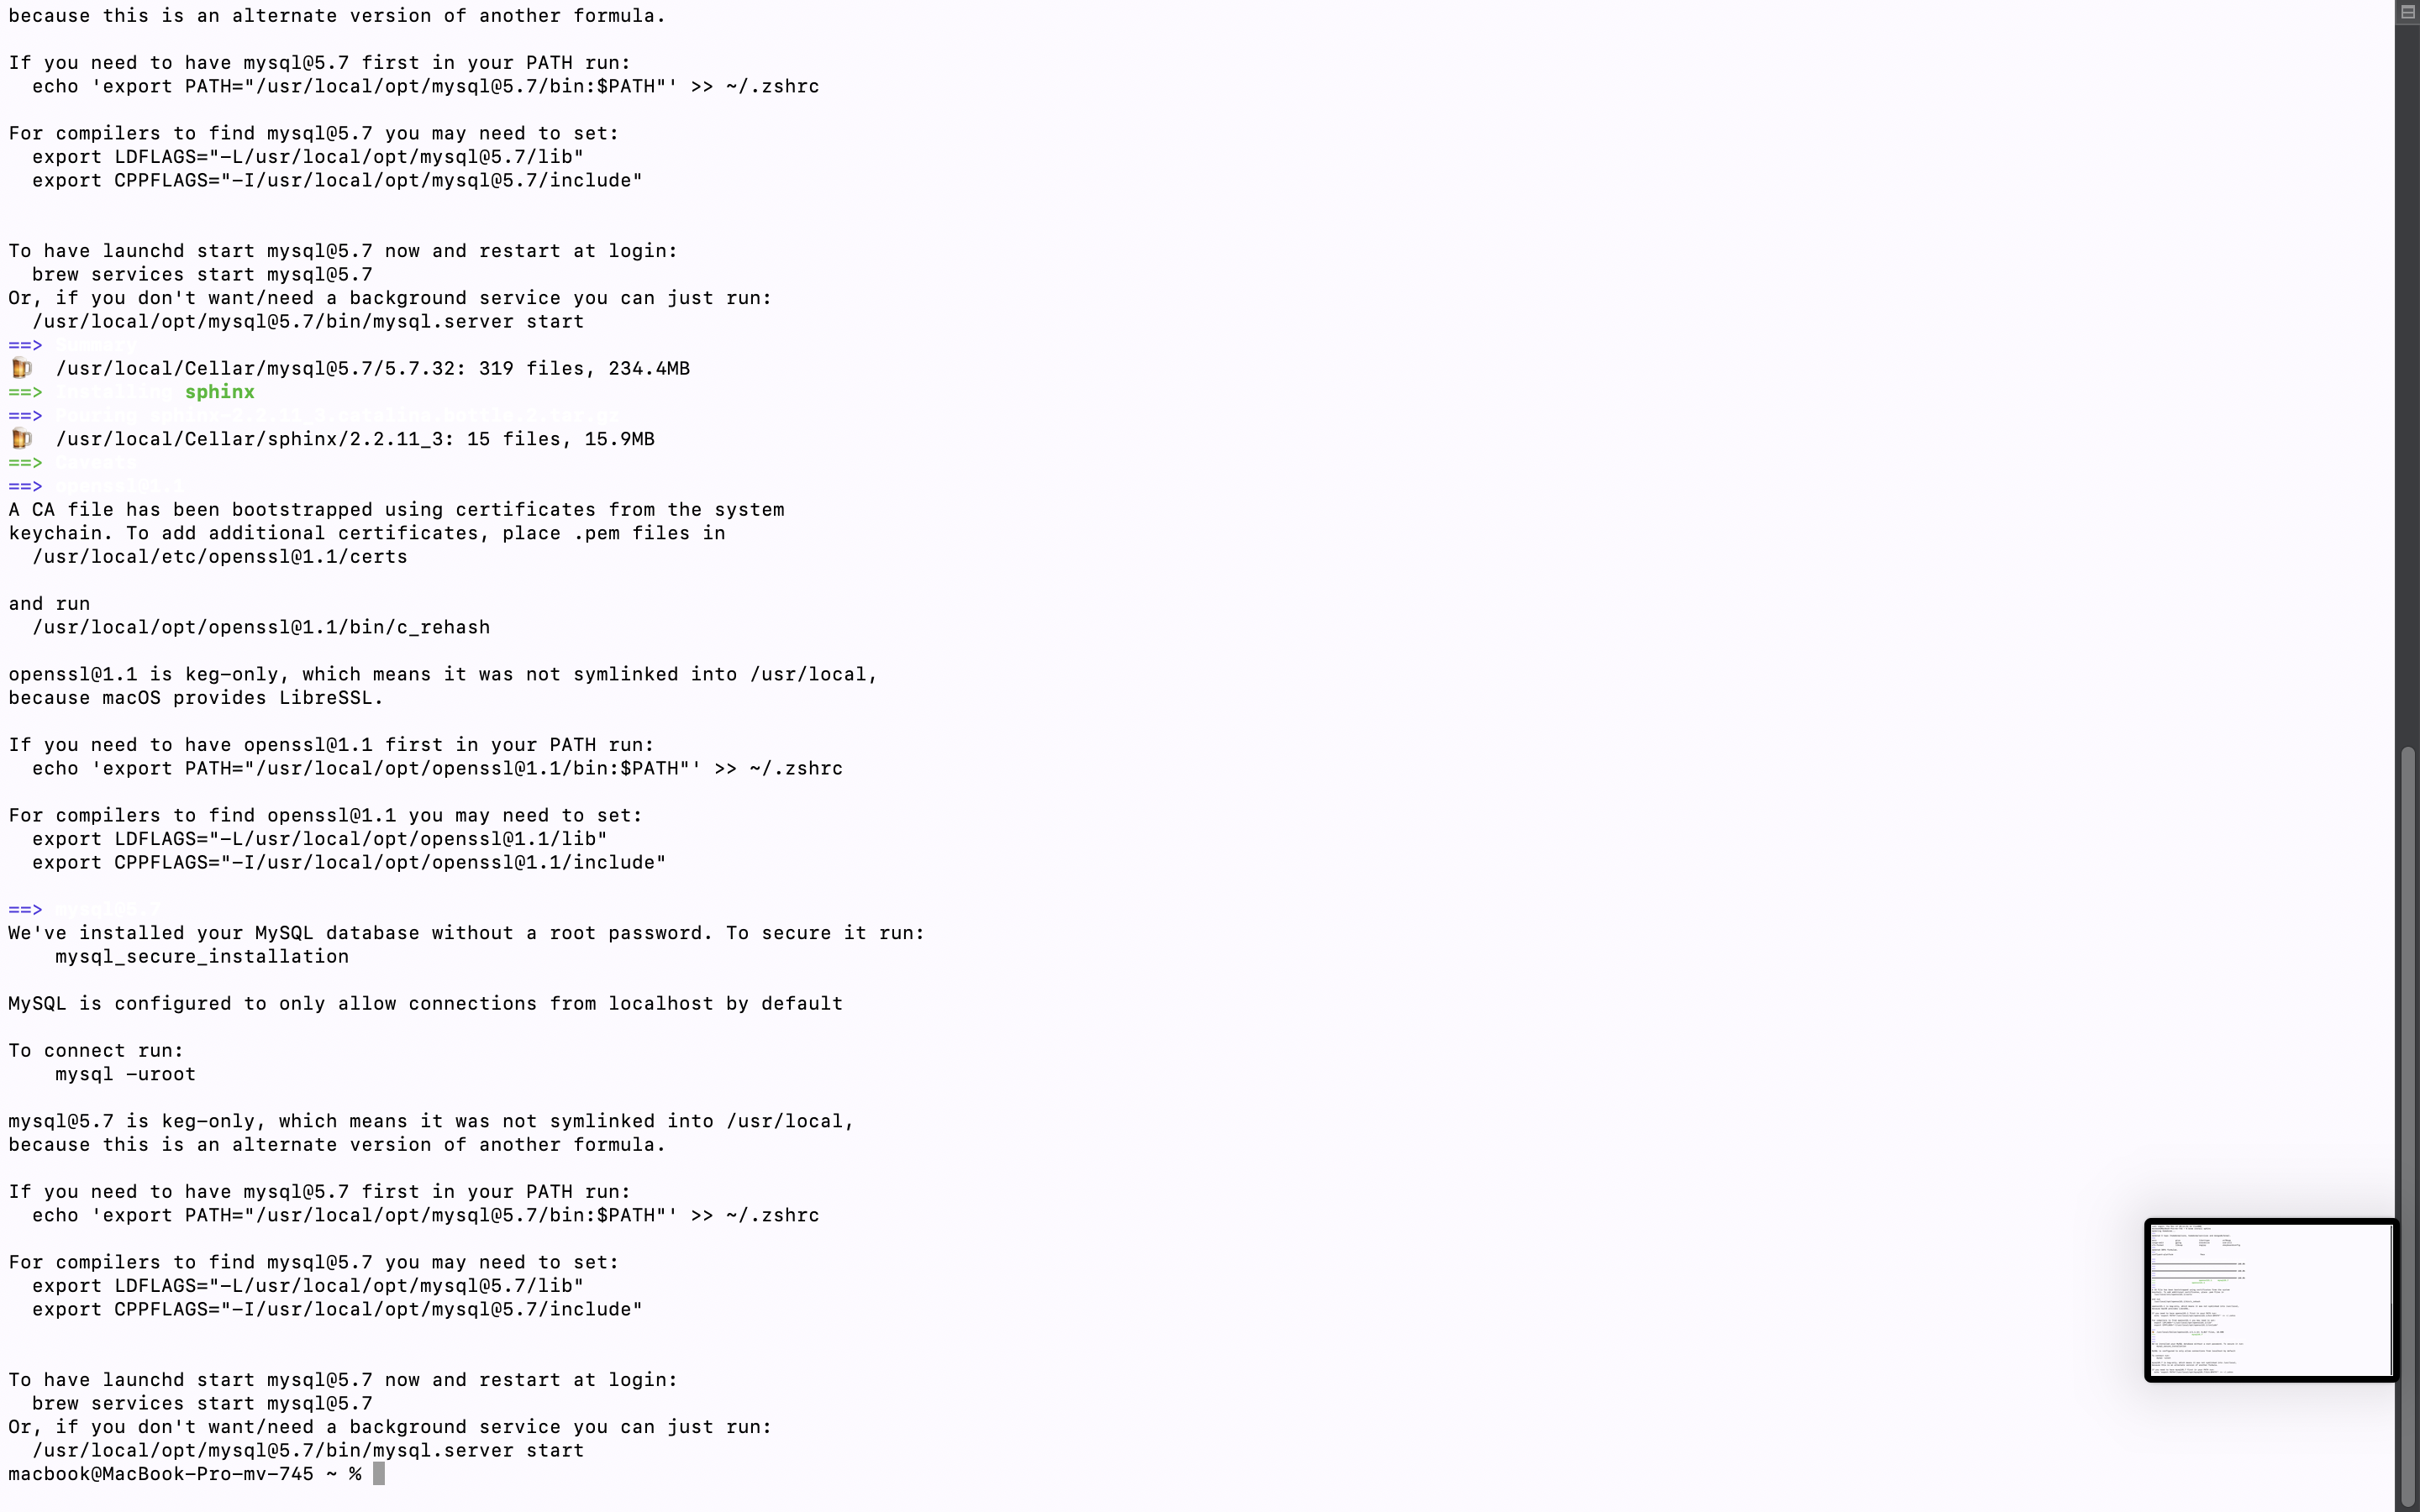 because this is an alternate version of another formula.
If you need to have mysql@5.7 first in your PATH run:
echo 'export PATH="/usr/local/opt/mysql@5.7/bin:$PATH"' >> ~/.zshrc
For compilers to find mysql@5.7 you may need to set:
export LDFLAGS="-L/usr/local/opt/mysql@5.7/lib"
export CPPFLAGS="-I/usr/local/opt/mysql@5.7/include"
To have launchd start mysql@5.7 now and restart at login:
brew services start mysql@5.7
Or, if you don't want/need a background service you can just run:
/usr/local/opt/mysql@5.7/bin/mysql.server start
==> Summary
🍺 /usr/local/Cellar/mysql@5.7/5.7.32: 319 files, 234.4MB
==> Installing sphinx
==> Pouring sphinx-2.2.11_3.catalina.bottle.2.tar.gz
🍺 /usr/local/Cellar/sphinx/2.2.11_3: 15 files, 15.9MB
==> Caveats
==> openssl@1.1
A CA file has been bootstrapped using certificates from the system
keychain. To add additional certificates, place .pem files in
/usr/local/etc/openssl@1.1/certs
and run
/usr/local/opt/openssl@1.1/bin/c_rehash
openssl@1.1 is keg-only, which means it was not symlinked into /usr/local,
because macOS provides LibreSSL.
If you need to have openssl@1.1 first in your PATH run:
echo 'export PATH="/usr/local/opt/openssl@1.1/bin:$PATH"' >> ~/.zshrc
For compilers to find openssl@1.1 you may need to set:
export LDFLAGS="-L/usr/local/opt/openssl@1.1/lib"
export CPPFLAGS="-I/usr/local/opt/openssl@1.1/include"
==> mysql@5.7
We've installed your MySQL database without a root password. To secure it run:
mysql_secure_installation
MySQL is configured to only allow connections from localhost by default
To connect run:
mysql -uroot
mysql@5.7 is keg-only, which means it was not symlinked into /usr/local,
because this is an alternate version of another formula.
If you need to have mysql@5.7 first in your PATH run:
echo 'export PATH="/usr/local/opt/mysql@5.7/bin:$PATH"' >> ~/.zshrc
For compilers to find mysql@5.7 you may need to set:
export LDFLAGS="-L/usr/local/opt/mysql@5.7/lib"
export CPPFLAGS="-I/usr/local/opt/mysql@5.7/include"
To have launchd start mysql@5.7 now and restart at login:
brew services start mysql@5.7
Or, if you don't want/need a background service you can just run:
/usr/local/opt/mysql@5.7/bin/mysql.server start
macbook@MacBook-Pro-mv-745 ~ %